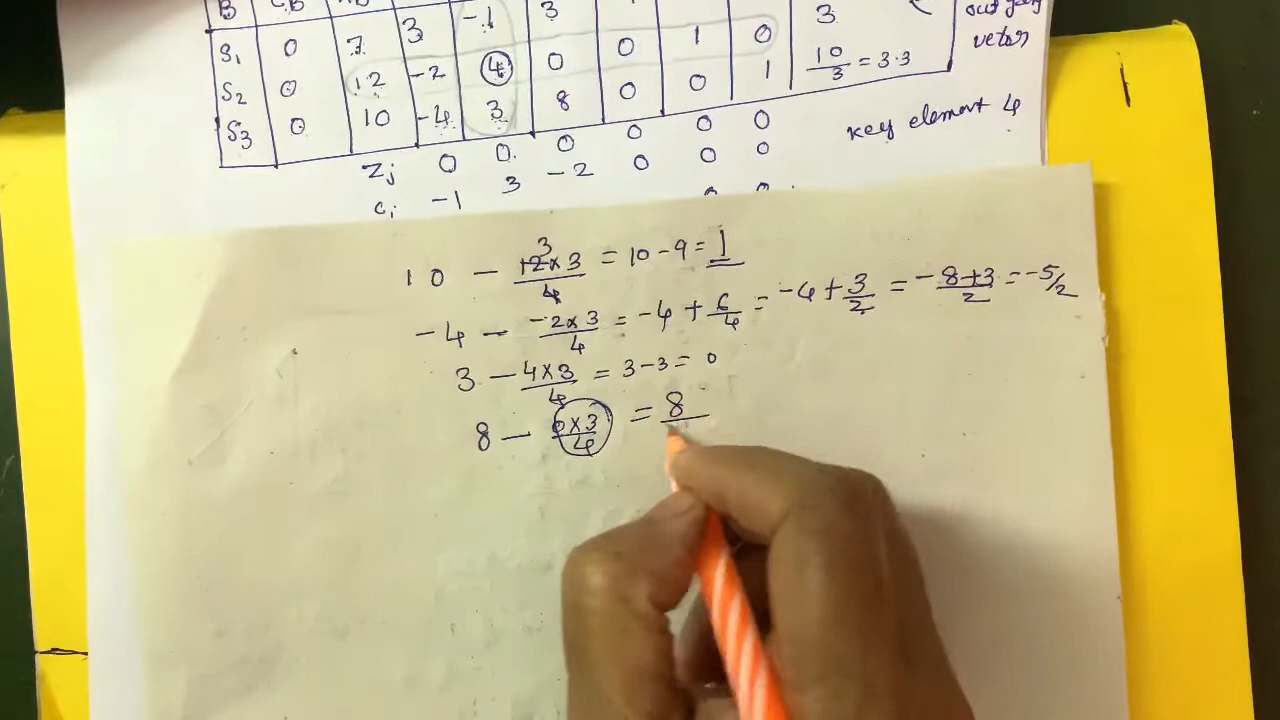 B CB
S1 0 7 3 -1 3
S2 0 12 -2 4 0 0 1 0 3
S3 0 10 -4 3 8 0 0 1 10/3 = 3.3
out going vetor
Zj 0 0 0 0 0 0
key element 4
cj -1 3 -2 0 0 0
10 - 12×3/4 = 10 - 9 = 1
3
-4 - -2×3/4 = -4 + 6/4 = -4 + 3/2 = -8+3/2 = -5/2
3 - 4×3/4 = 3 - 3 = 0
8 - 0×3/4 = 8